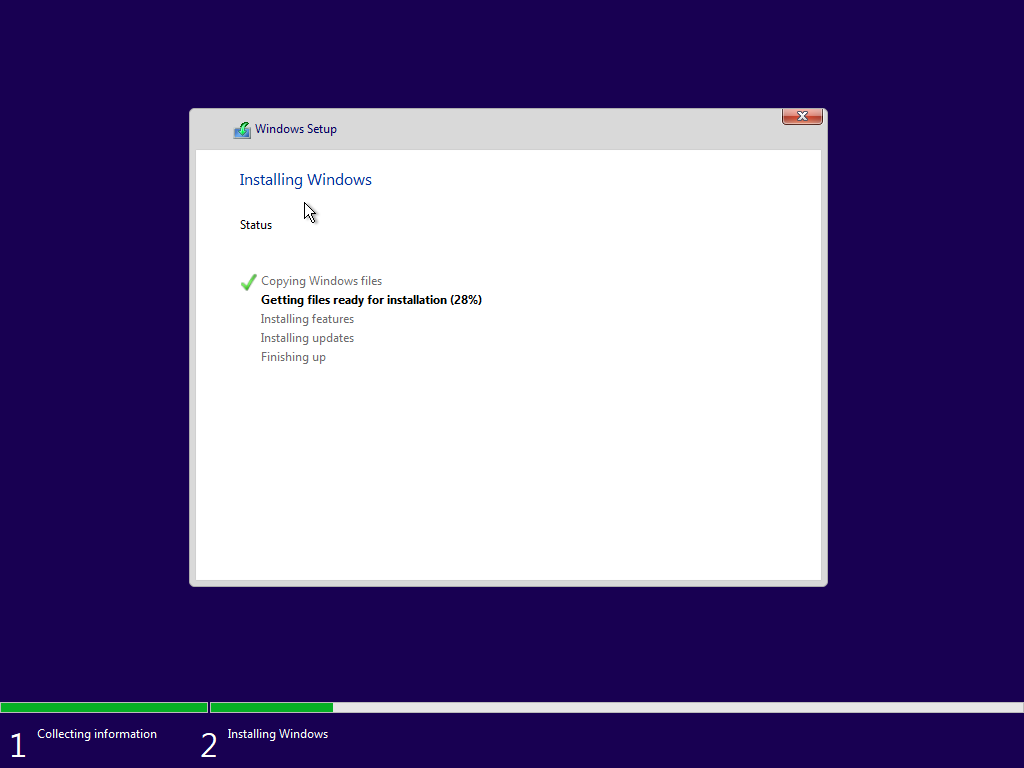 Windows Setup
Installing Windows
Status
Copying Windows files
Getting files ready for installation (28%)
Installing features
Installing updates
Finishing up
1 Collecting information 2 Installing Windows